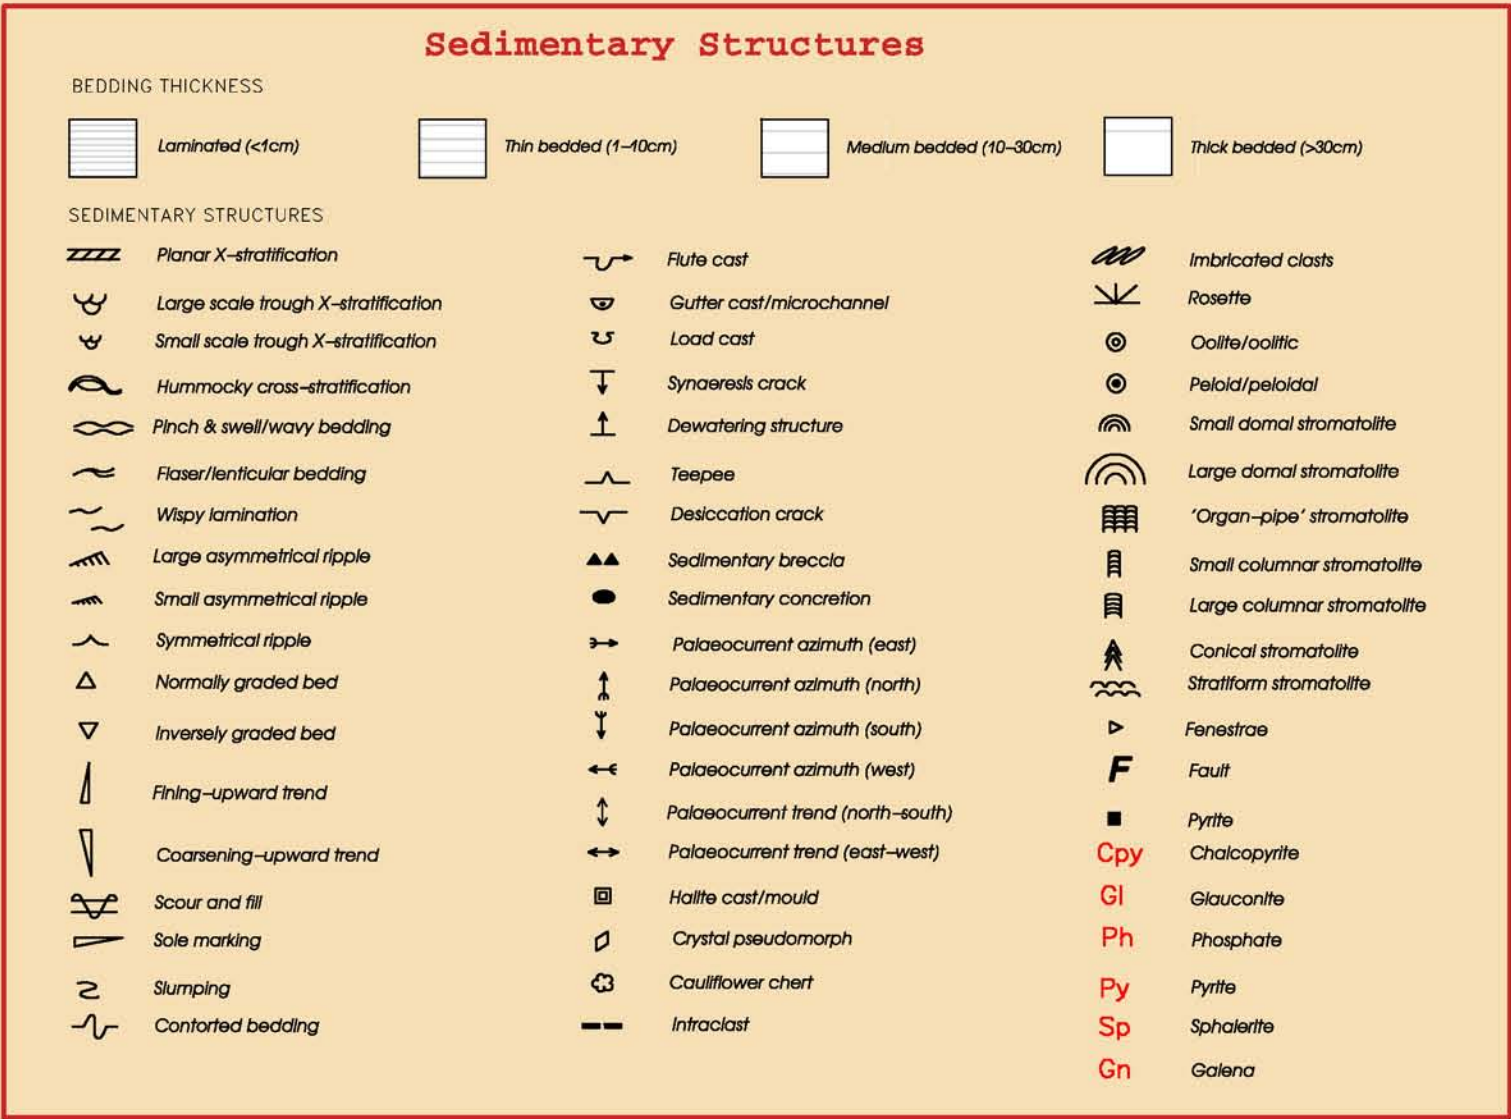 Sedimentary Structures
BEDDING THICKNESS
Laminated (<1cm)
Thin bedded (1–10cm)
Medium bedded (10–30cm)
Thick bedded (>30cm)
SEDIMENTARY STRUCTURES
Planar X–stratification
Large scale trough X–stratification
Small scale trough X–stratification
Hummocky cross–stratification
Pinch & swell/wavy bedding
Flaser/lenticular bedding
Wispy lamination
Large asymmetrical ripple
Small asymmetrical ripple
Symmetrical ripple
Normally graded bed
Inversely graded bed
Fining–upward trend
Coarsening–upward trend
Scour and fill
Sole marking
Slumping
Contorted bedding
Flute cast
Gutter cast/microchannel
Load cast
Synaeresis crack
Dewatering structure
Teepee
Desiccation crack
Sedimentary breccia
Sedimentary concretion
Palaeocurrent azimuth (east)
Palaeocurrent azimuth (north)
Palaeocurrent azimuth (south)
Palaeocurrent azimuth (west)
Palaeocurrent trend (north–south)
Palaeocurrent trend (east–west)
Halite cast/mould
Crystal pseudomorph
Cauliflower chert
Intraclast
Imbricated clasts
Rosette
Oolite/oolitic
Peloid/peloidal
Small domal stromatolite
Large domal stromatolite
'Organ–pipe' stromatolite
Small columnar stromatolite
Large columnar stromatolite
Conical stromatolite
Stratiform stromatolite
Fenestrae
F Fault
Pyrite
Cpy Chalcopyrite
Gl Glauconite
Ph Phosphate
Py Pyrite
Sp Sphalerite
Gn Galena